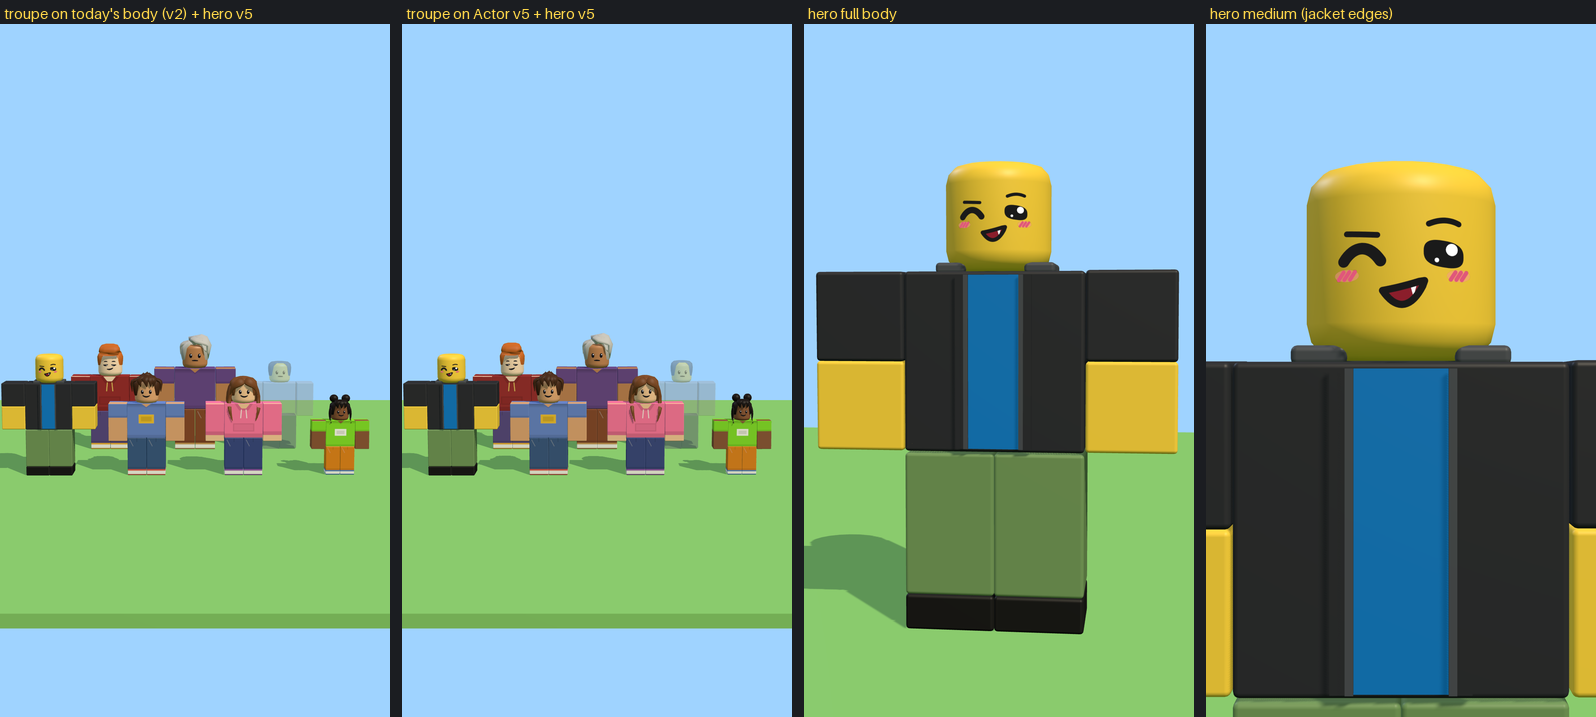 troupe on today's body (v2) + hero v5
troupe on Actor v5 + hero v5
hero full body
hero medium (jacket edges)